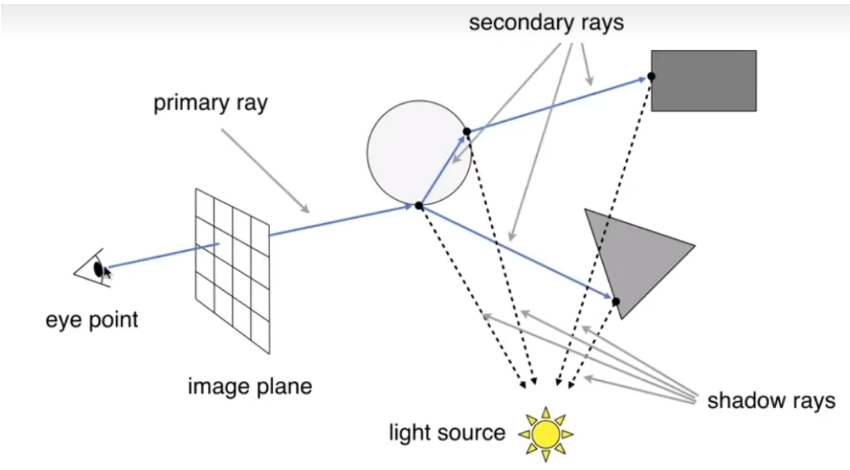 secondary rays
primary ray
eye point
image plane
shadow rays
light source